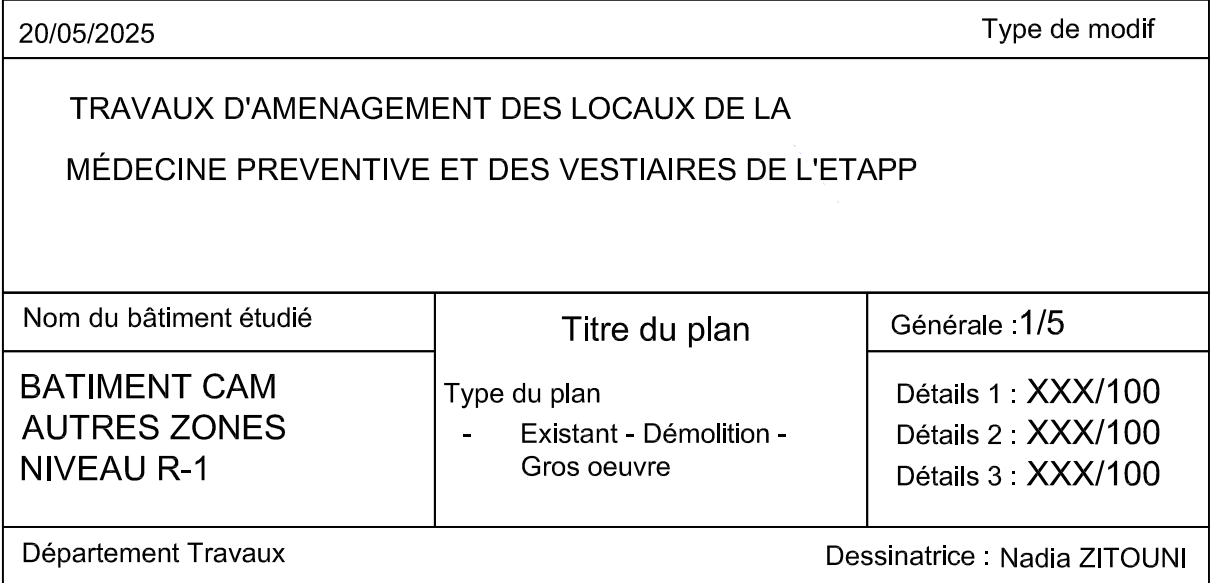 20/05/2025
Type de modif
TRAVAUX D'AMENAGEMENT DES LOCAUX DE LA
MÉDECINE PREVENTIVE ET DES VESTIAIRES DE L'ETAPP
Nom du bâtiment étudié
BATIMENT CAM
AUTRES ZONES
NIVEAU R-1
Titre du plan
Type du plan
- Existant - Démolition -
Gros oeuvre
Générale :1/5
Détails 1 : XXX/100
Détails 2 : XXX/100
Détails 3 : XXX/100
Département Travaux
Dessinatrice : Nadia ZITOUNI